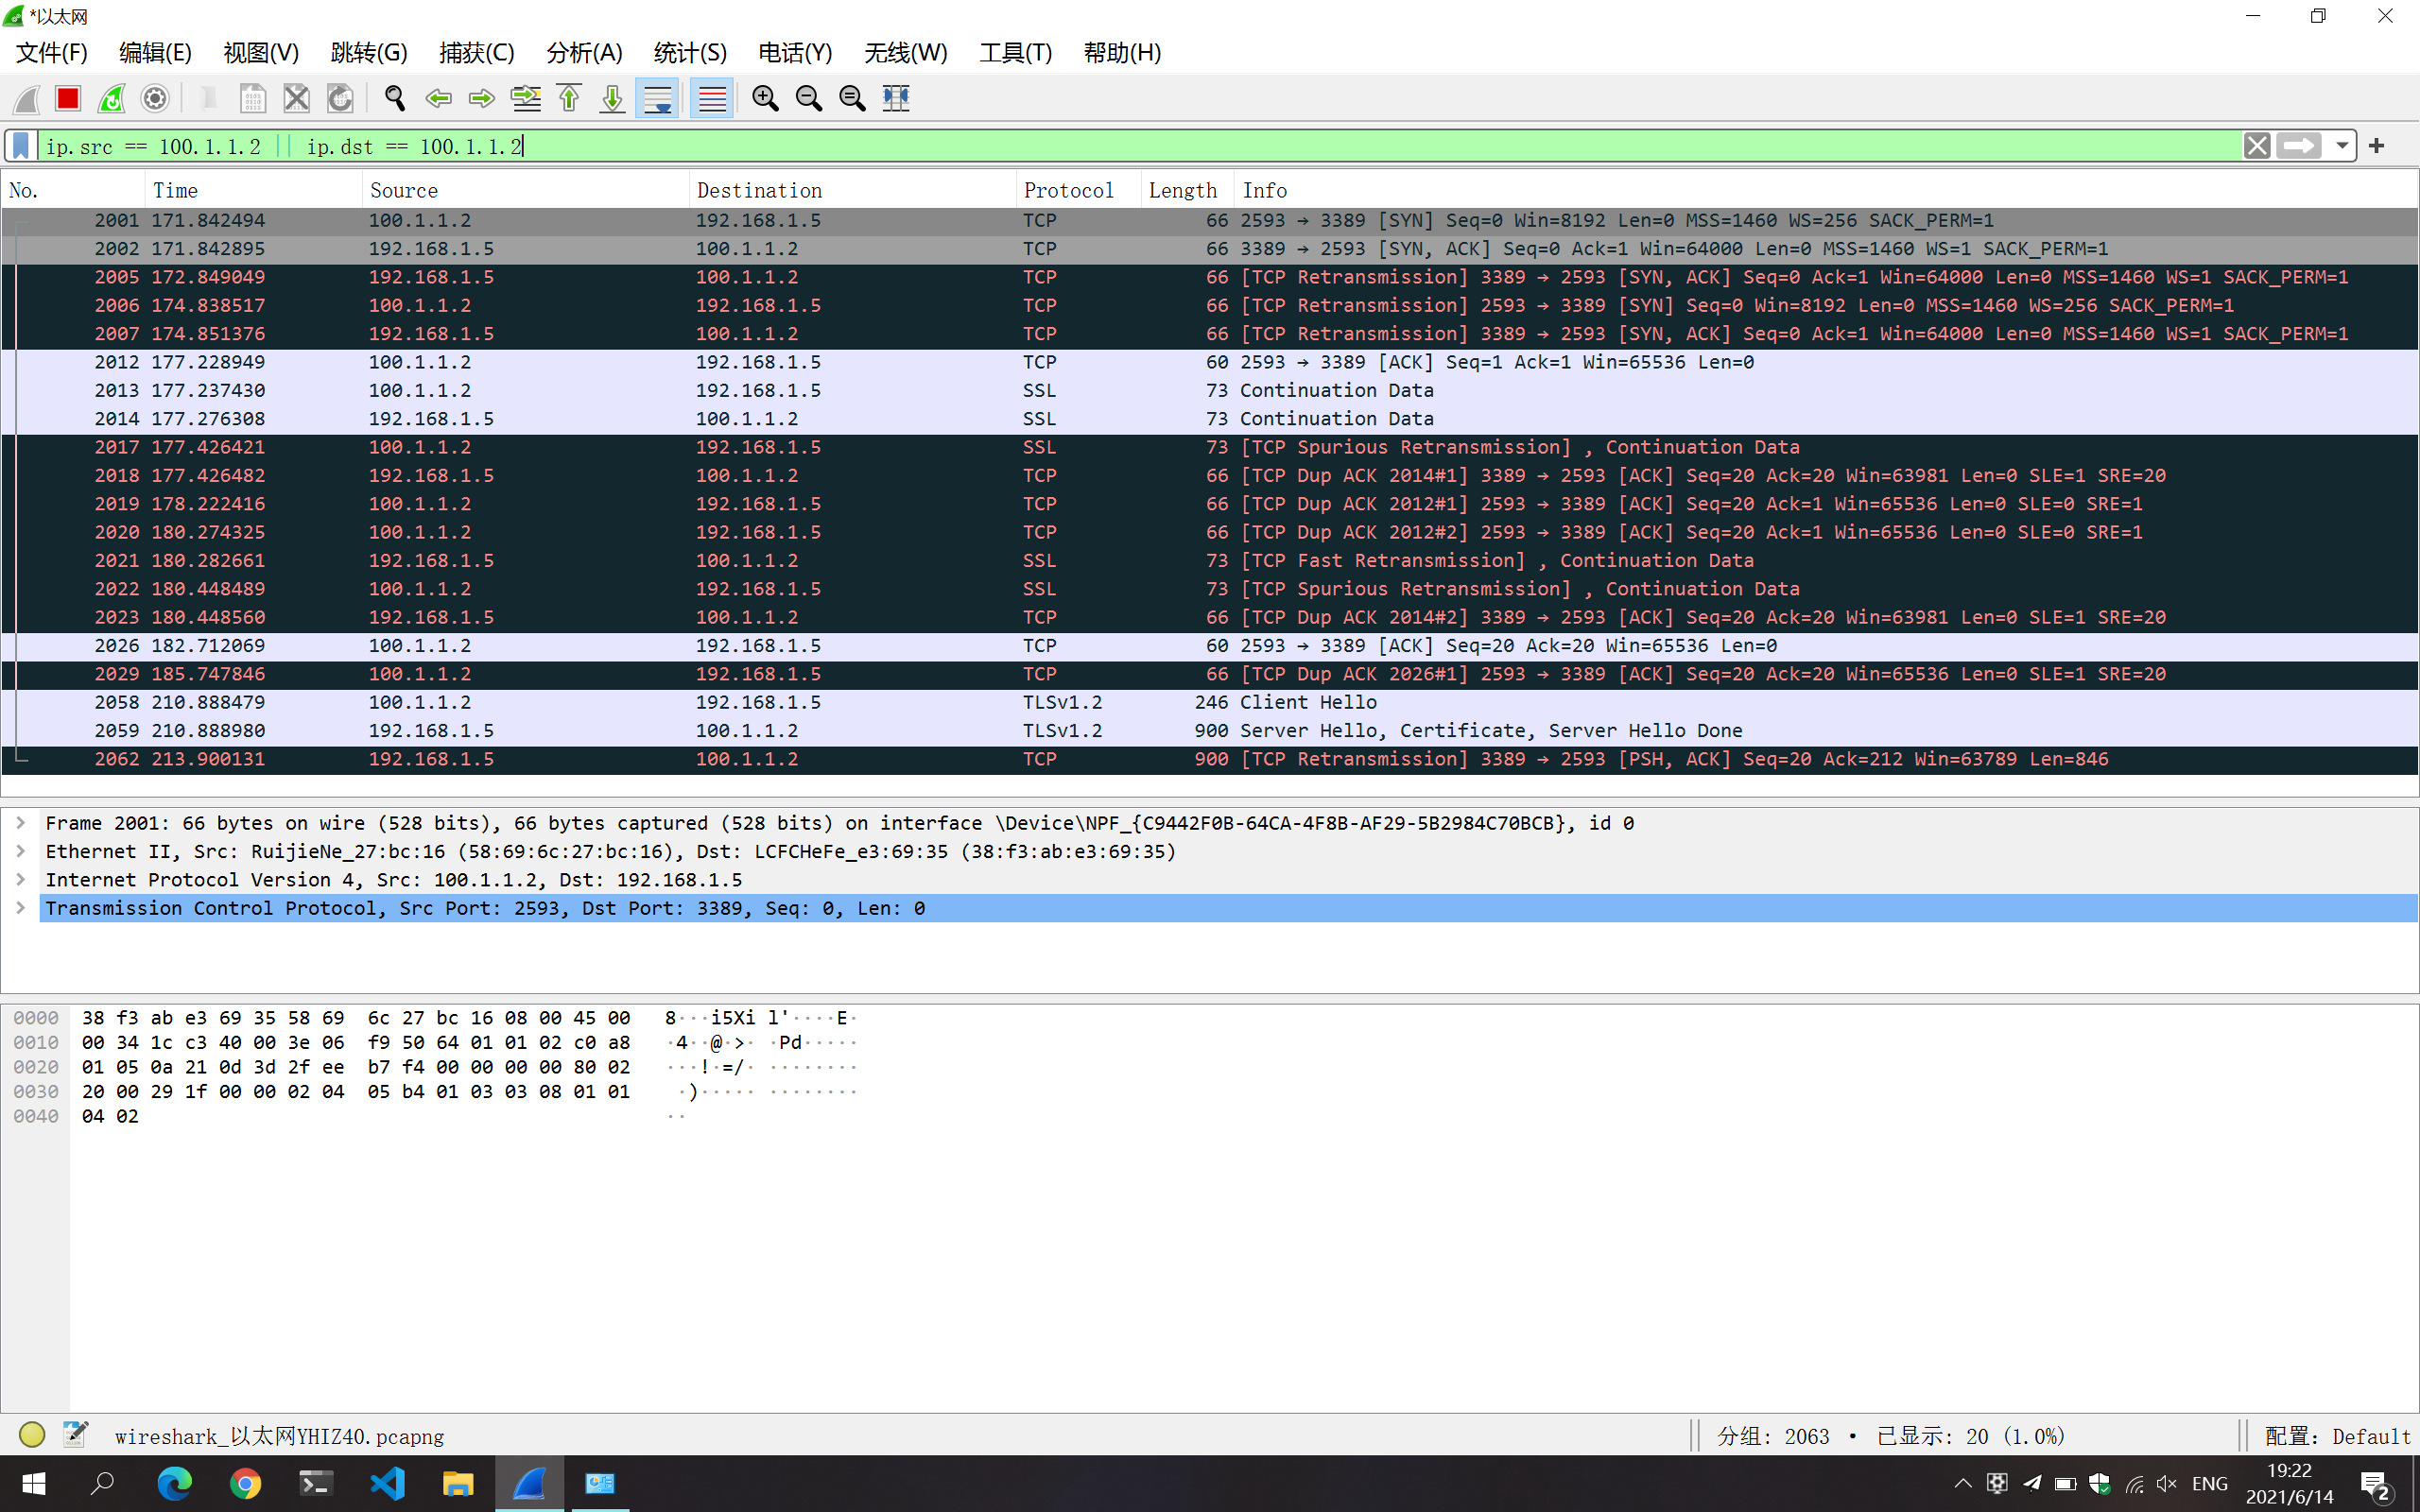 *以太网
文件(F) 编辑(E) 视图(V) 跳转(G) 捕获(C) 分析(A) 统计(S) 电话(Y) 无线(W) 工具(T) 帮助(H)
ip.src == 100.1.1.2 || ip.dst == 100.1.1.2
No. Time Source Destination Protocol Length Info
2001 171.842494 100.1.1.2 192.168.1.5 TCP 66 2593 → 3389 [SYN] Seq=0 Win=8192 Len=0 MSS=1460 WS=256 SACK_PERM=1
2002 171.842895 192.168.1.5 100.1.1.2 TCP 66 3389 → 2593 [SYN, ACK] Seq=0 Ack=1 Win=64000 Len=0 MSS=1460 WS=1 SACK_PERM=1
2005 172.849049 192.168.1.5 100.1.1.2 TCP 66 [TCP Retransmission] 3389 → 2593 [SYN, ACK] Seq=0 Ack=1 Win=64000 Len=0 MSS=1460 WS=1 SACK_PERM=1
2006 174.838517 100.1.1.2 192.168.1.5 TCP 66 [TCP Retransmission] 2593 → 3389 [SYN] Seq=0 Win=8192 Len=0 MSS=1460 WS=256 SACK_PERM=1
2007 174.851376 192.168.1.5 100.1.1.2 TCP 66 [TCP Retransmission] 3389 → 2593 [SYN, ACK] Seq=0 Ack=1 Win=64000 Len=0 MSS=1460 WS=1 SACK_PERM=1
2012 177.228949 100.1.1.2 192.168.1.5 TCP 60 2593 → 3389 [ACK] Seq=1 Ack=1 Win=65536 Len=0
2013 177.237430 100.1.1.2 192.168.1.5 SSL 73 Continuation Data
2014 177.276308 192.168.1.5 100.1.1.2 SSL 73 Continuation Data
2017 177.426421 100.1.1.2 192.168.1.5 SSL 73 [TCP Spurious Retransmission] , Continuation Data
2018 177.426482 192.168.1.5 100.1.1.2 TCP 66 [TCP Dup ACK 2014#1] 3389 → 2593 [ACK] Seq=20 Ack=20 Win=63981 Len=0 SLE=1 SRE=20
2019 178.222416 100.1.1.2 192.168.1.5 TCP 66 [TCP Dup ACK 2012#1] 2593 → 3389 [ACK] Seq=20 Ack=1 Win=65536 Len=0 SLE=0 SRE=1
2020 180.274325 100.1.1.2 192.168.1.5 TCP 66 [TCP Dup ACK 2012#2] 2593 → 3389 [ACK] Seq=20 Ack=1 Win=65536 Len=0 SLE=0 SRE=1
2021 180.282661 192.168.1.5 100.1.1.2 SSL 73 [TCP Fast Retransmission] , Continuation Data
2022 180.448489 100.1.1.2 192.168.1.5 SSL 73 [TCP Spurious Retransmission] , Continuation Data
2023 180.448560 192.168.1.5 100.1.1.2 TCP 66 [TCP Dup ACK 2014#2] 3389 → 2593 [ACK] Seq=20 Ack=20 Win=63981 Len=0 SLE=1 SRE=20
2026 182.712069 100.1.1.2 192.168.1.5 TCP 60 2593 → 3389 [ACK] Seq=20 Ack=20 Win=65536 Len=0
2029 185.747846 100.1.1.2 192.168.1.5 TCP 66 [TCP Dup ACK 2026#1] 2593 → 3389 [ACK] Seq=20 Ack=20 Win=65536 Len=0 SLE=1 SRE=20
2058 210.888479 100.1.1.2 192.168.1.5 TLSv1.2 246 Client Hello
2059 210.888980 192.168.1.5 100.1.1.2 TLSv1.2 900 Server Hello, Certificate, Server Hello Done
2062 213.900131 192.168.1.5 100.1.1.2 TCP 900 [TCP Retransmission] 3389 → 2593 [PSH, ACK] Seq=20 Ack=212 Win=63789 Len=846
Frame 2001: 66 bytes on wire (528 bits), 66 bytes captured (528 bits) on interface \Device\NPF_{C9442F0B-64CA-4F8B-AF29-5B2984C70BCB}, id 0
Ethernet II, Src: RuijieNe_27:bc:16 (58:69:6c:27:bc:16), Dst: LCFCHeFe_e3:69:35 (38:f3:ab:e3:69:35)
Internet Protocol Version 4, Src: 100.1.1.2, Dst: 192.168.1.5
Transmission Control Protocol, Src Port: 2593, Dst Port: 3389, Seq: 0, Len: 0
0000 38 f3 ab e3 69 35 58 69 6c 27 bc 16 08 00 45 00 8···i5Xi l'····E·
0010 00 34 1c c3 40 00 3e 06 f9 50 64 01 01 02 c0 a8 ·4··@·>· ·Pd·····
0020 01 05 0a 21 0d 3d 2f ee b7 f4 00 00 00 00 80 02 ···!·=/· ········
0030 20 00 29 1f 00 00 02 04 05 b4 01 03 03 08 01 01 ·)····· ········
0040 04 02 ··
wireshark_以太网YHIZ40.pcapng 分组: 2063 · 已显示: 20 (1.0%) 配置: Default
ENG 19:22
2021/6/14 2